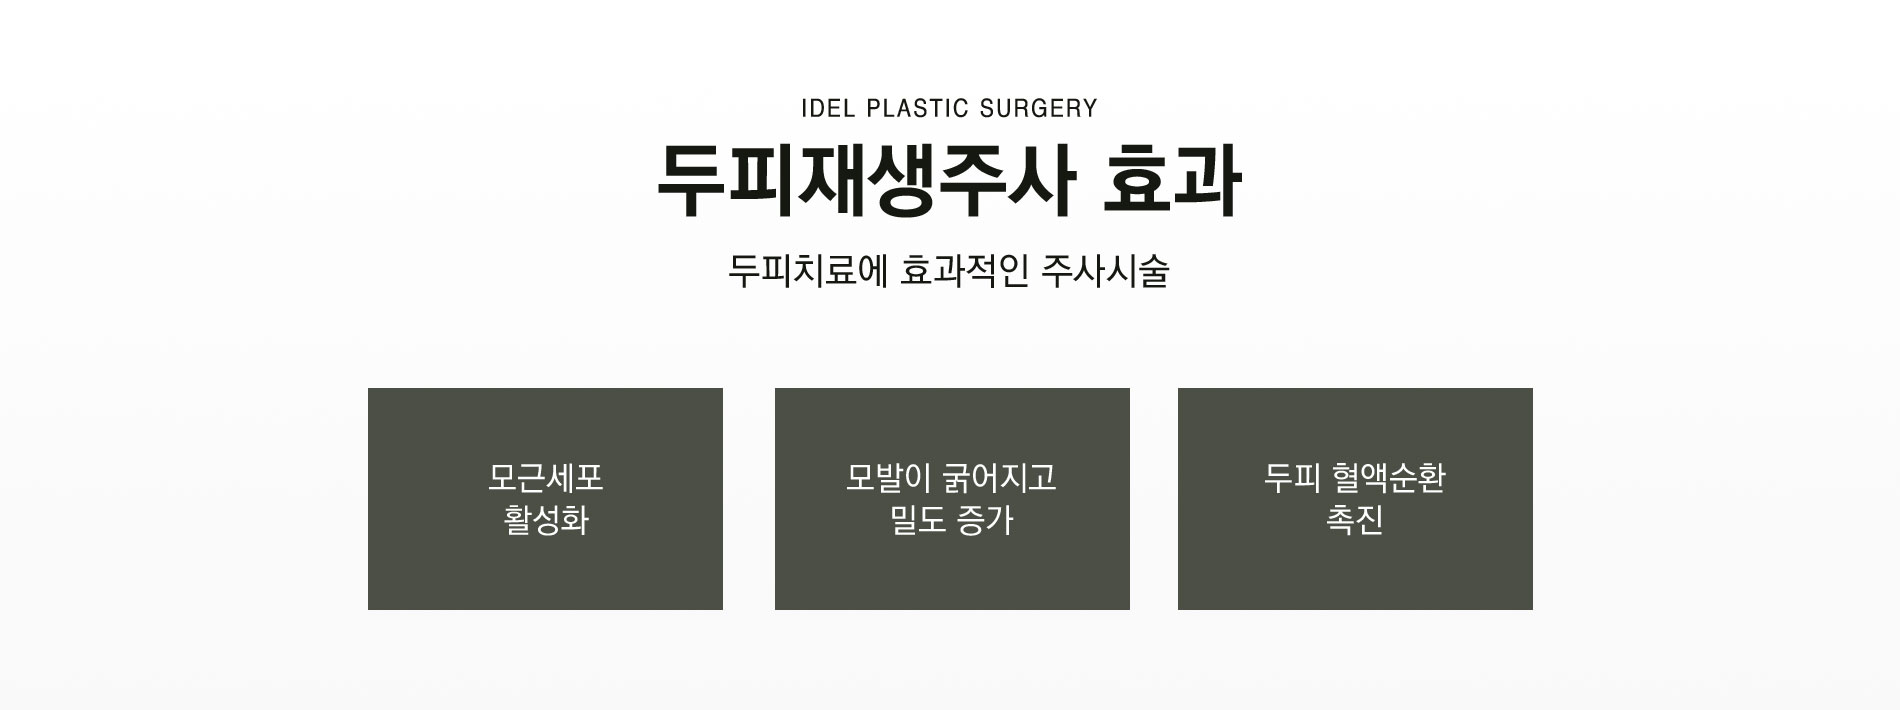 IDEL PLASTIC SURGERY
두피재생주사 효과
두피치료에 효과적인 주사시술
모근세포
활성화
모발이 굵어지고
밀도 증가
두피 혈액순환
촉진